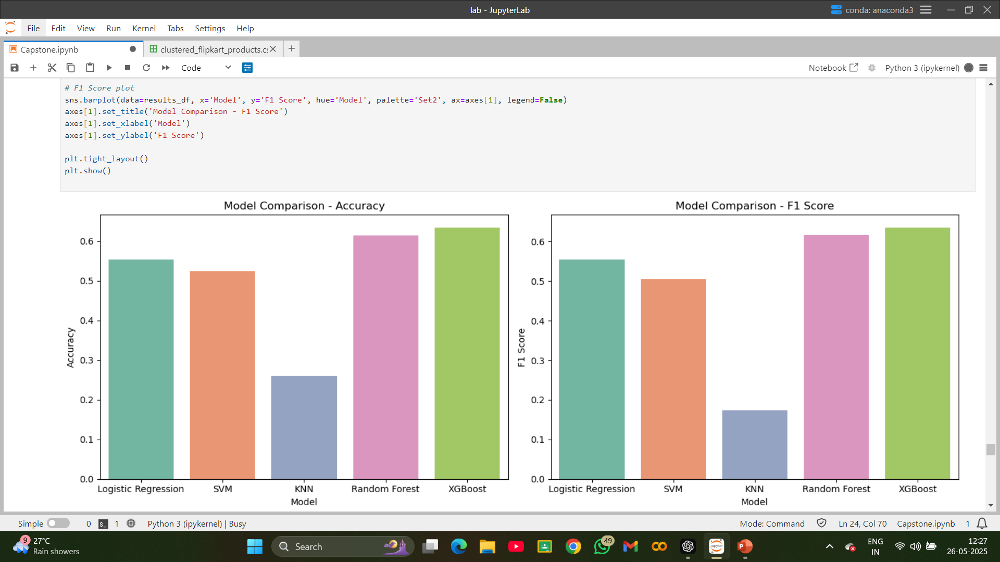 lab - JupyterLab
conda: anaconda3
File Edit View Run Kernel Tabs Settings Help
Capstone.ipynb
clustered_flipkart_products.cs
Code
Notebook
Python 3 (ipykernel)
# F1 Score plot
sns.barplot(data=results_df, x='Model', y='F1 Score', hue='Model', palette='Set2', ax=axes[1], legend=False)
axes[1].set_title('Model Comparison - F1 Score')
axes[1].set_xlabel('Model')
axes[1].set_ylabel('F1 Score')
plt.tight_layout()
plt.show()
Model Comparison - Accuracy
0.6
0.5
0.4
0.3
0.2
0.1
0.0
Accuracy
Logistic Regression SVM KNN Random Forest XGBoost
Model
Model Comparison - F1 Score
0.6
0.5
0.4
0.3
0.2
0.1
0.0
F1 Score
Logistic Regression SVM KNN Random Forest XGBoost
Model
Simple 0 $_ 1 Python 3 (ipykernel) | Busy
Mode: Command Ln 24, Col 70 Capstone.ipynb 1
9
27°C
Rain showers
Search
49
jupyter
P
ENG
IN
12:27
26-05-2025